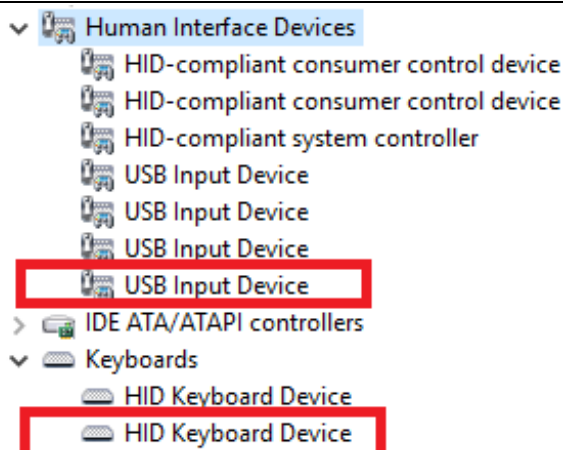 Human Interface Devices
HID-compliant consumer control device
HID-compliant consumer control device
HID-compliant system controller
USB Input Device
USB Input Device
USB Input Device
USB Input Device
IDE ATA/ATAPI controllers
Keyboards
HID Keyboard Device
HID Keyboard Device